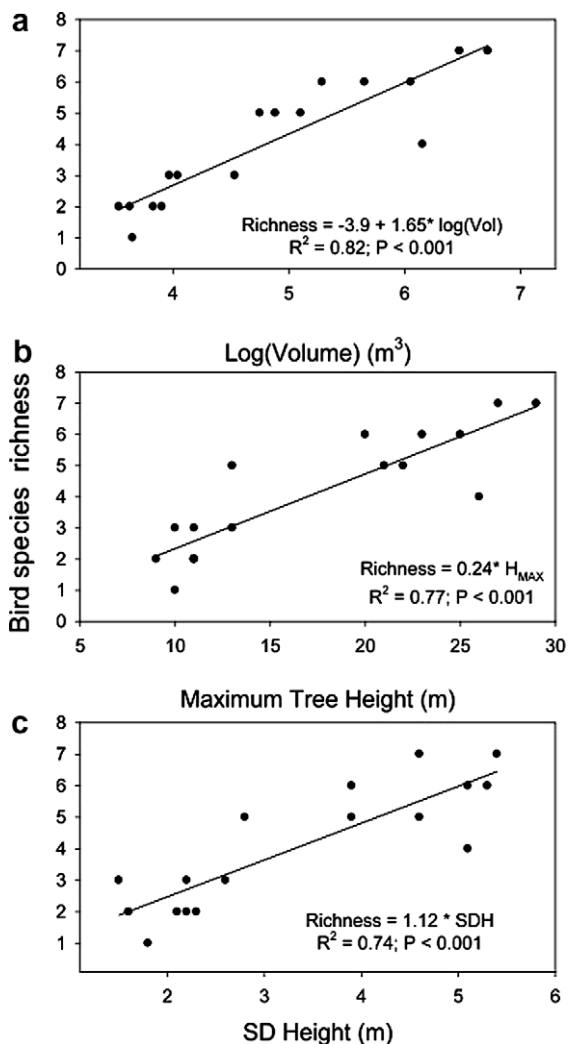 a
8
7
6
5
4
3
2
1
0
Richness = -3.9 + 1.65* log(Vol)
R² = 0.82; P < 0.001
4 5 6 7
Log(Volume) (m³)
b
Bird species richness
8
7
6
5
4
3
2
1
0
Richness = 0.24* H_MAX
R² = 0.77; P < 0.001
5 10 15 20 25 30
Maximum Tree Height (m)
c
8
7
6
5
4
3
2
1
Richness = 1.12 * SDH
R² = 0.74; P < 0.001
2 3 4 5 6
SD Height (m)